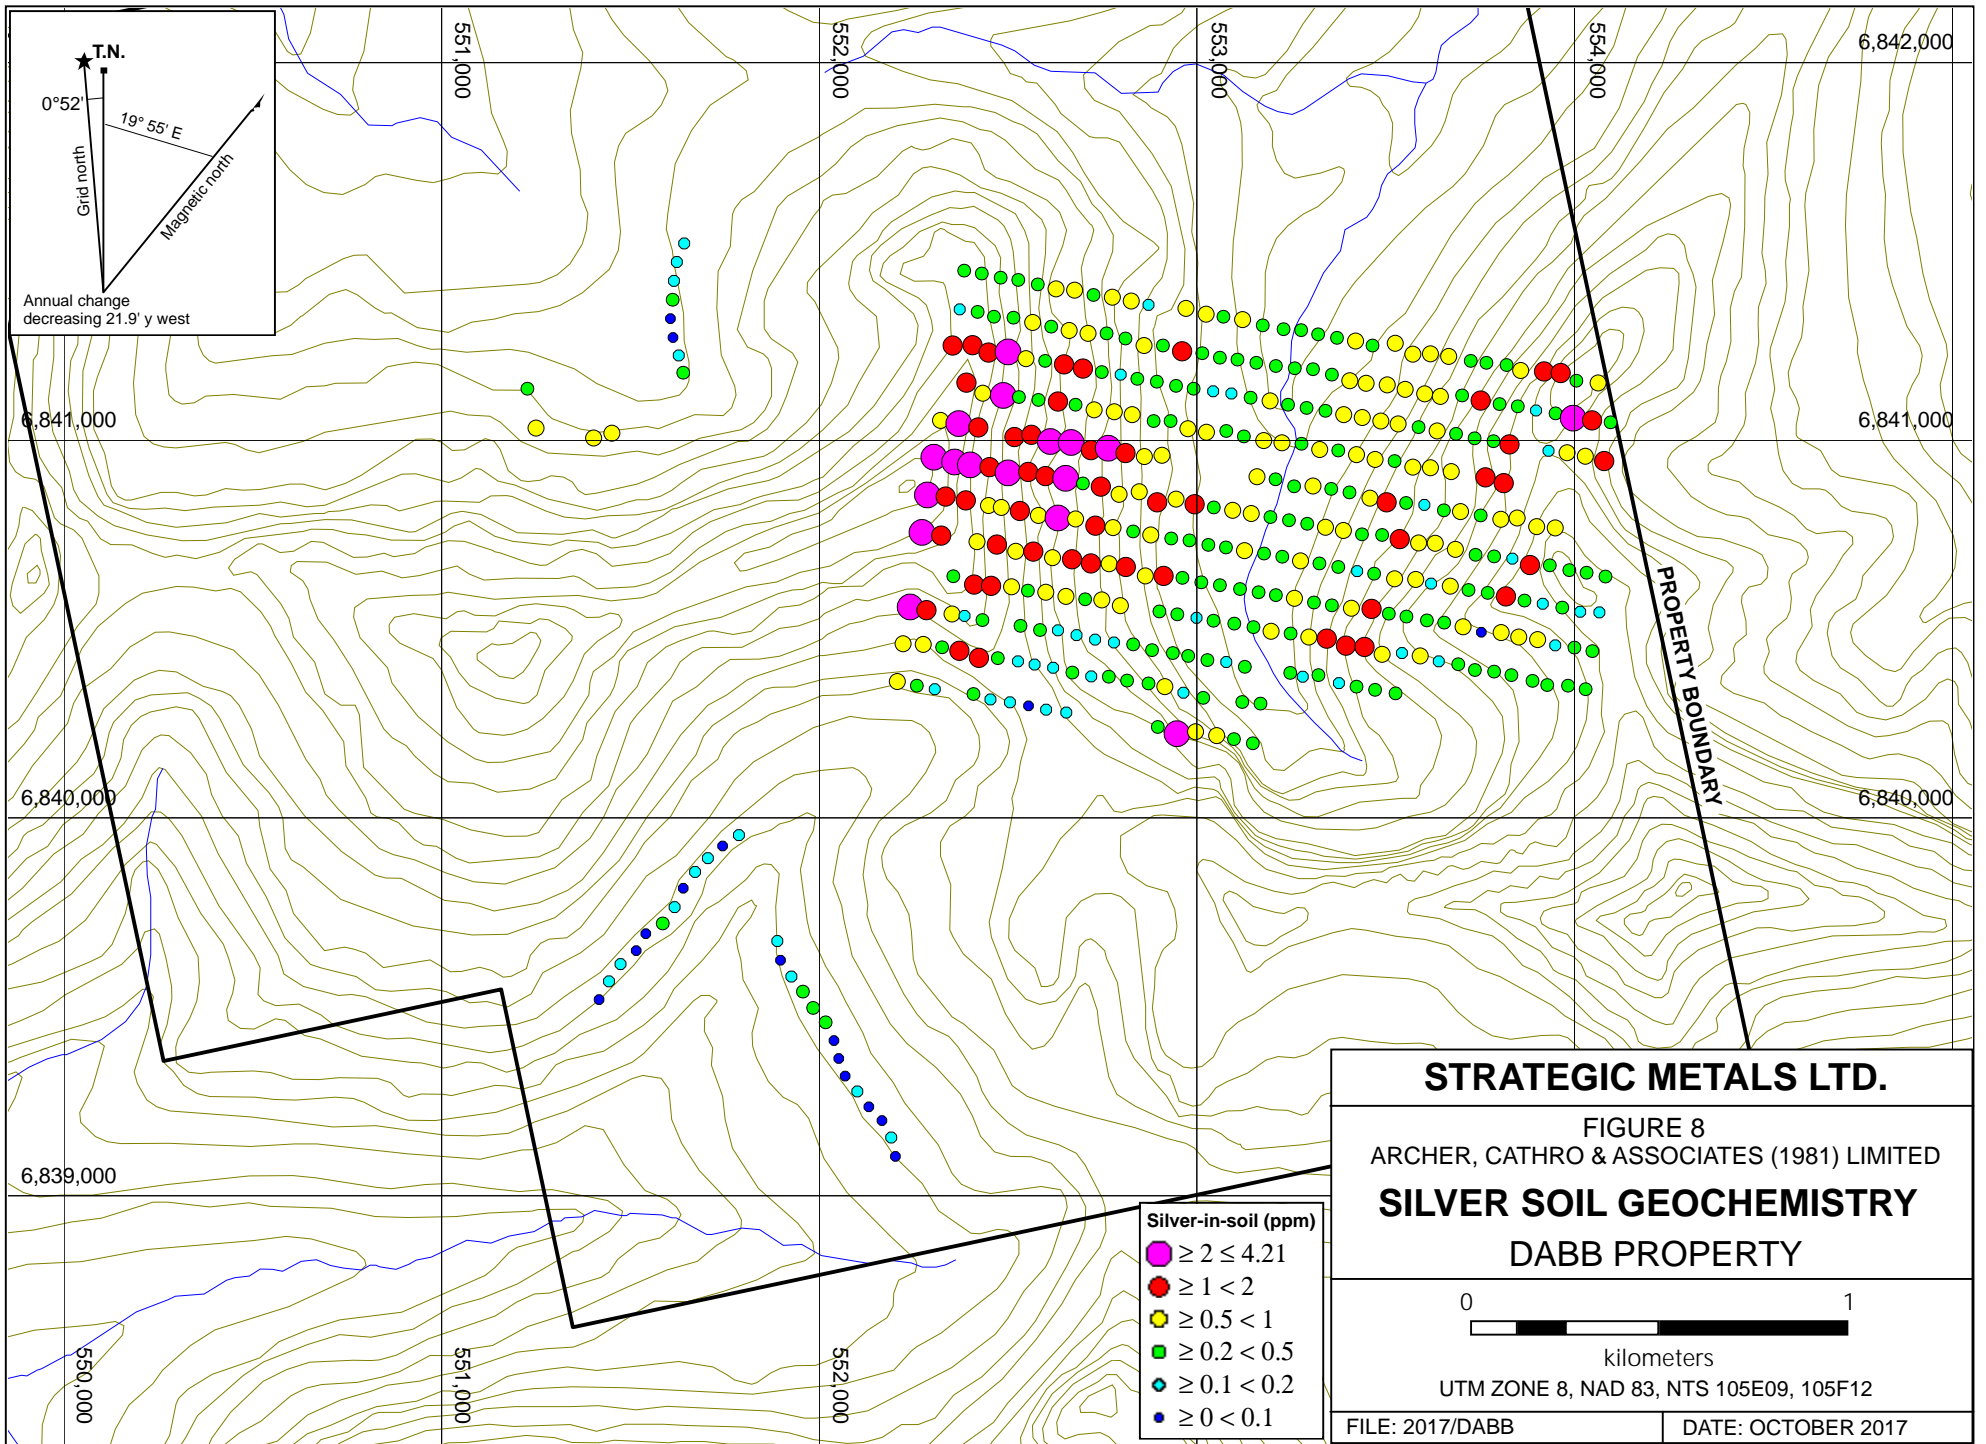 T.N.
0°52'
19° 55' E
Grid north
Magnetic north
Annual change
decreasing 21.9' y west
551,000
552,000
553,000
554,000
6,842,000
6,841,000
6,841,000
PROPERTY BOUNDARY
6,840,000
6,840,000
6,839,000
550,000
551,000
552,000
Silver-in-soil (ppm)
≥ 2 ≤ 4.21
≥ 1 < 2
≥ 0.5 < 1
≥ 0.2 < 0.5
≥ 0.1 < 0.2
≥ 0 < 0.1
STRATEGIC METALS LTD.
FIGURE 8
ARCHER, CATHRO & ASSOCIATES (1981) LIMITED
SILVER SOIL GEOCHEMISTRY
DABB PROPERTY
0 1
kilometers
UTM ZONE 8, NAD 83, NTS 105E09, 105F12
FILE: 2017/DABB
DATE: OCTOBER 2017